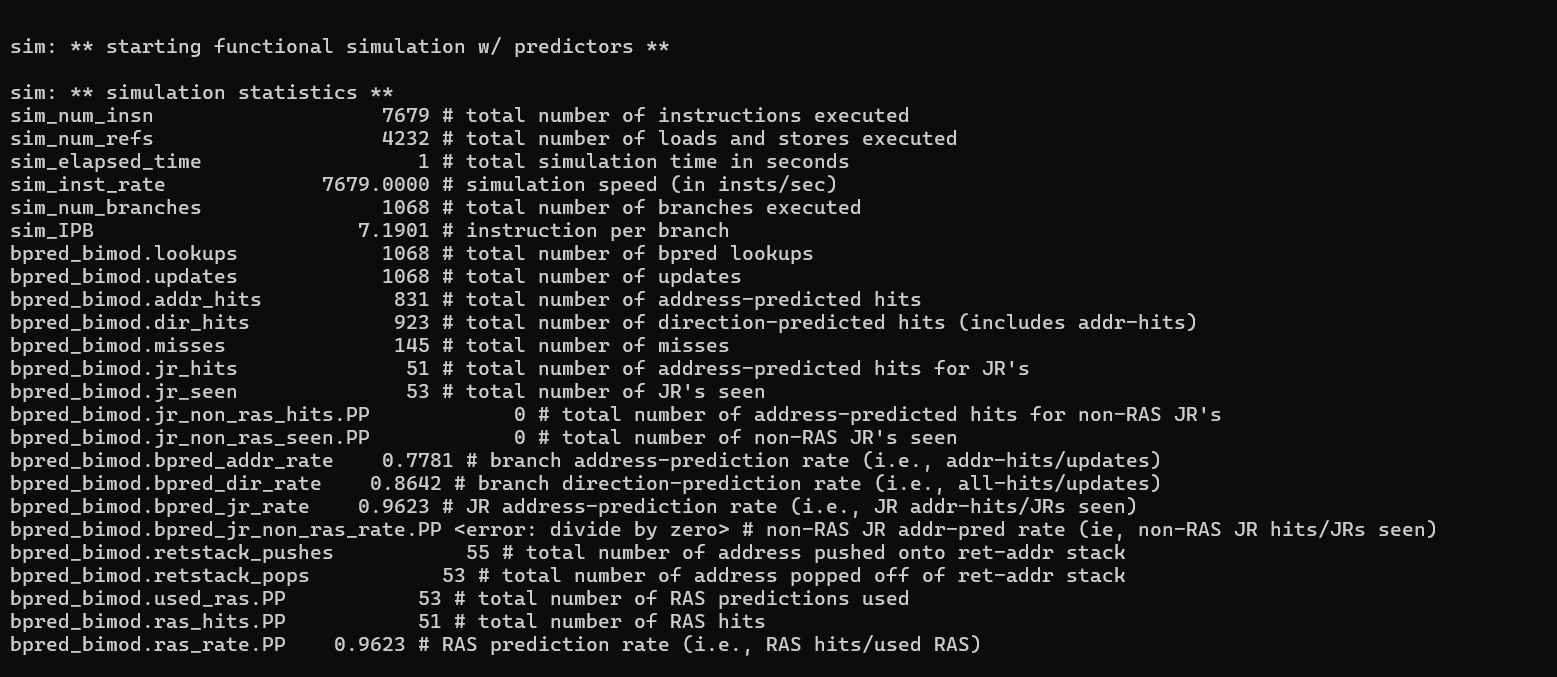 sim: ** starting functional simulation w/ predictors **
sim: ** simulation statistics **
sim_num_insn                   7679 # total number of instructions executed
sim_num_refs                   4232 # total number of loads and stores executed
sim_elapsed_time                  1 # total simulation time in seconds
sim_inst_rate             7679.0000 # simulation speed (in insts/sec)
sim_num_branches               1068 # total number of branches executed
sim_IPB                      7.1901 # instruction per branch
bpred_bimod.lookups            1068 # total number of bpred lookups
bpred_bimod.updates            1068 # total number of updates
bpred_bimod.addr_hits           831 # total number of address-predicted hits
bpred_bimod.dir_hits            923 # total number of direction-predicted hits (includes addr-hits)
bpred_bimod.misses              145 # total number of misses
bpred_bimod.jr_hits              51 # total number of address-predicted hits for JR's
bpred_bimod.jr_seen              53 # total number of JR's seen
bpred_bimod.jr_non_ras_hits.PP            0 # total number of address-predicted hits for non-RAS JR's
bpred_bimod.jr_non_ras_seen.PP            0 # total number of non-RAS JR's seen
bpred_bimod.bpred_addr_rate    0.7781 # branch address-prediction rate (i.e., addr-hits/updates)
bpred_bimod.bpred_dir_rate    0.8642 # branch direction-prediction rate (i.e., all-hits/updates)
bpred_bimod.bpred_jr_rate    0.9623 # JR address-prediction rate (i.e., JR addr-hits/JRs seen)
bpred_bimod.bpred_jr_non_ras_rate.PP <error: divide by zero> # non-RAS JR addr-pred rate (ie, non-RAS JR hits/JRs seen)
bpred_bimod.retstack_pushes           55 # total number of address pushed onto ret-addr stack
bpred_bimod.retstack_pops           53 # total number of address popped off of ret-addr stack
bpred_bimod.used_ras.PP           53 # total number of RAS predictions used
bpred_bimod.ras_hits.PP           51 # total number of RAS hits
bpred_bimod.ras_rate.PP    0.9623 # RAS prediction rate (i.e., RAS hits/used RAS)